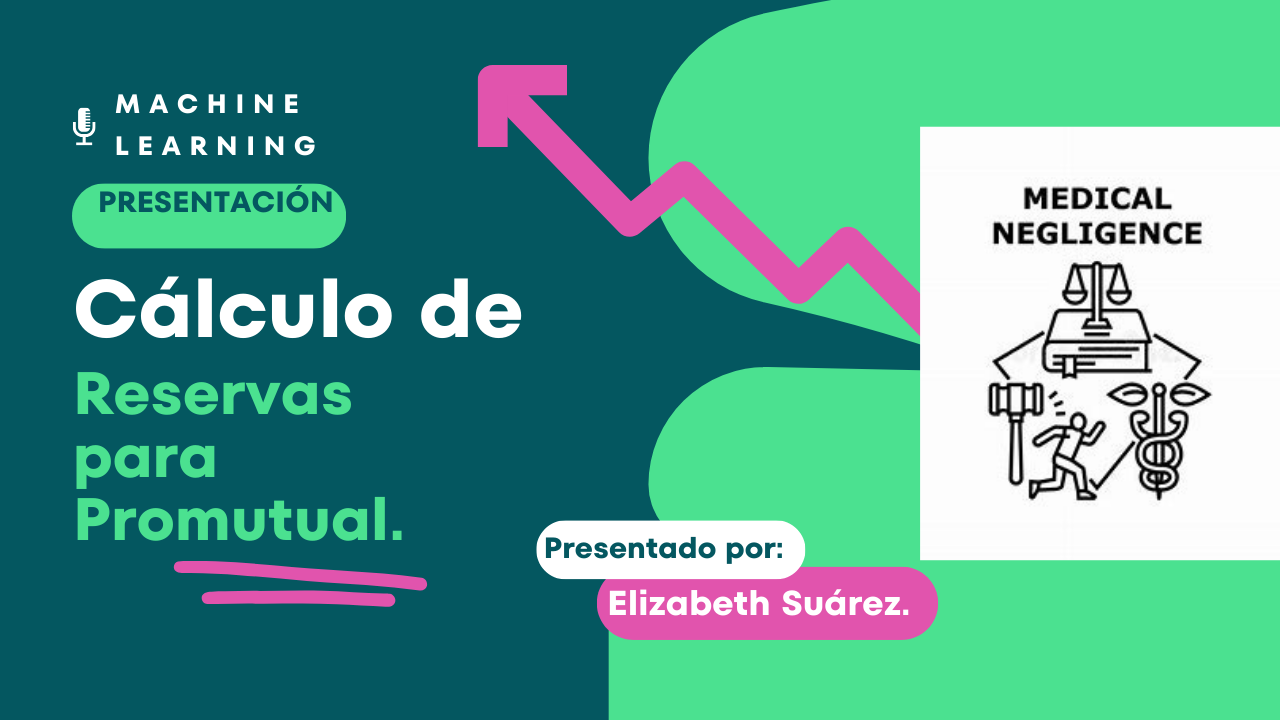 MACHINE
LEARNING
PRESENTACIÓN
Cálculo de
Reservas
para
Promutual.
MEDICAL
NEGLIGENCE
Presentado por:
Elizabeth Suárez.